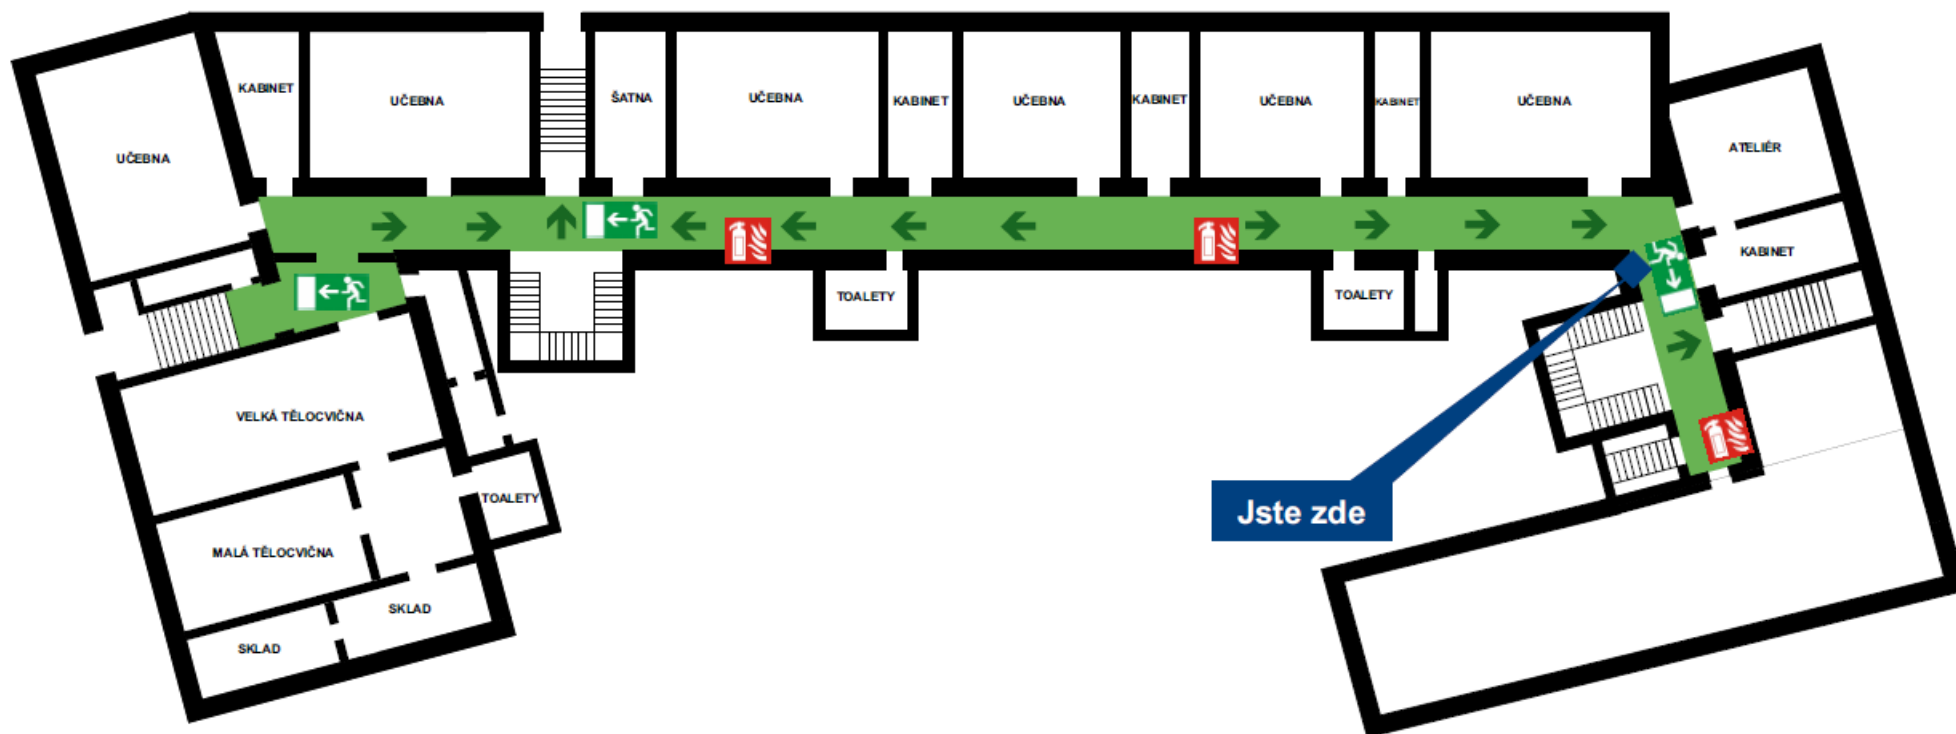 KABINET
UČEBNA
ŠATNA
UČEBNA
KABINET
UČEBNA
KABINET
UČEBNA
KABINET
UČEBNA
UČEBNA
ATELIÉR
KABINET
TOALETY
TOALETY
VELKÁ TĚLOCVIČNA
TOALETY
MALÁ TĚLOCVIČNA
SKLAD
SKLAD
Jste zde